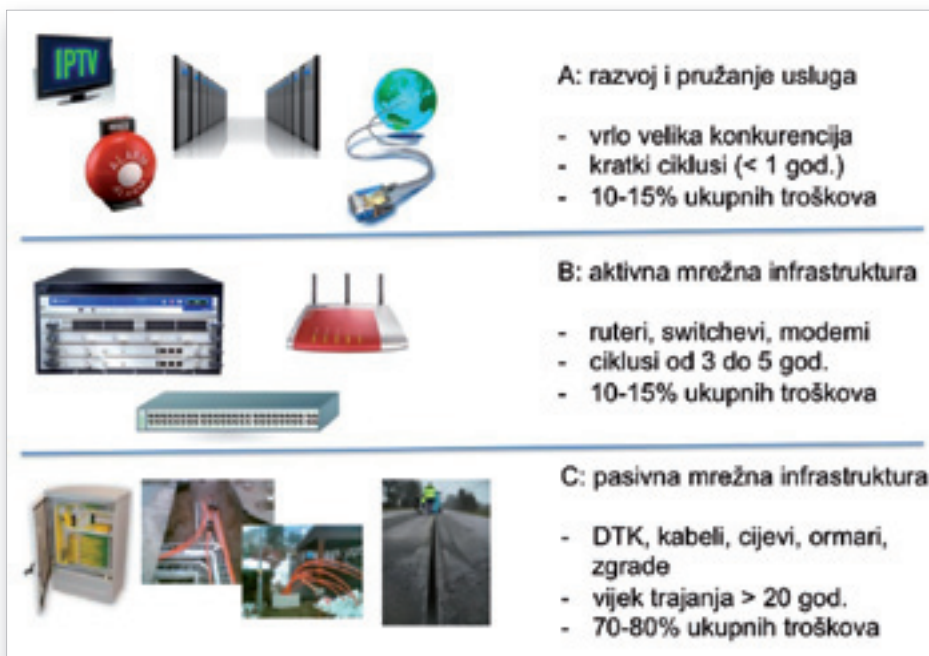 IPTV
ALARM
A: razvoj i pružanje usluga
- vrlo velika konkurencija
- kratki ciklusi (< 1 god.)
- 10-15% ukupnih troškova
B: aktivna mrežna infrastruktura
- ruteri, switchevi, modemi
- ciklusi od 3 do 5 god.
- 10-15% ukupnih troškova
C: pasivna mrežna infrastruktura
- DTK, kabeli, cijevi, ormari,
zgrade
- vijek trajanja > 20 god.
- 70-80% ukupnih troškova